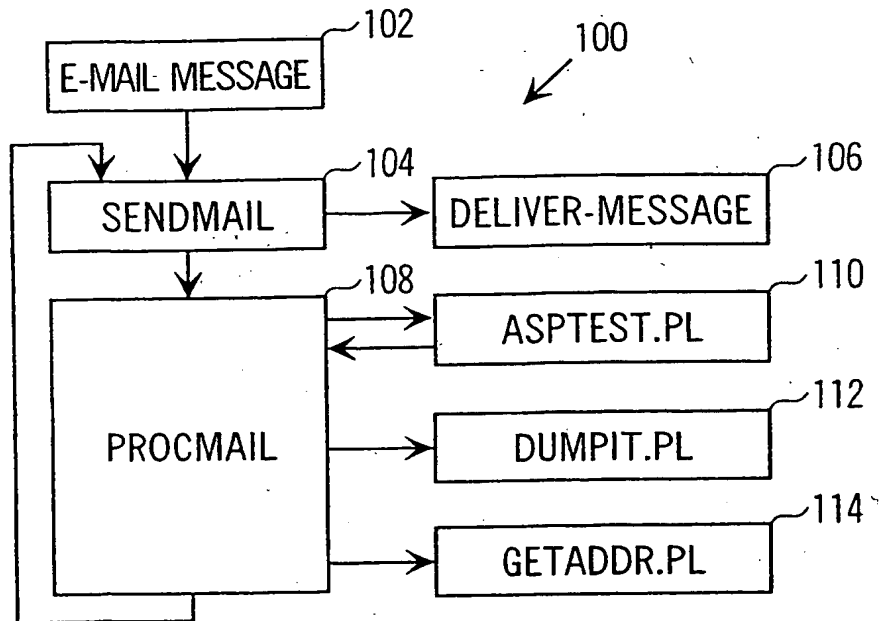 102
100
E-MAIL MESSAGE
104
106
SENDMAIL
DELIVER-MESSAGE
108
110
ASPTEST.PL
112
PROCMAIL
DUMPIT.PL
114
GETADDR.PL